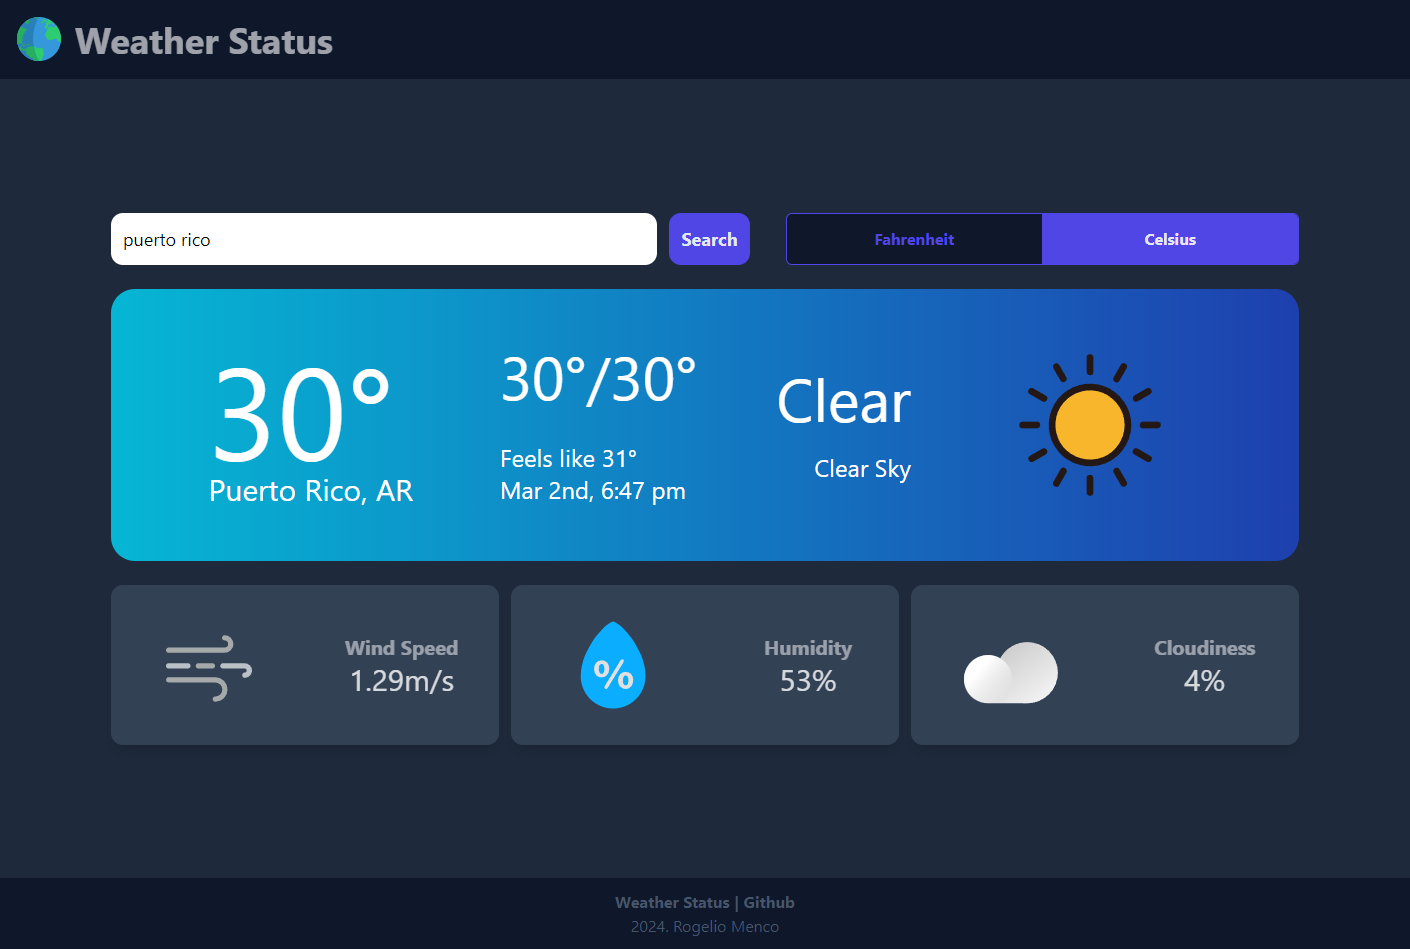 Weather Status
puerto rico
Search
Fahrenheit
Celsius
30°
Puerto Rico, AR
30°/30°
Feels like 31°
Mar 2nd, 6:47 pm
Clear
Clear Sky
Wind Speed
1.29m/s
%
Humidity
53%
Cloudiness
4%
Weather Status | Github
2024. Rogelio Menco